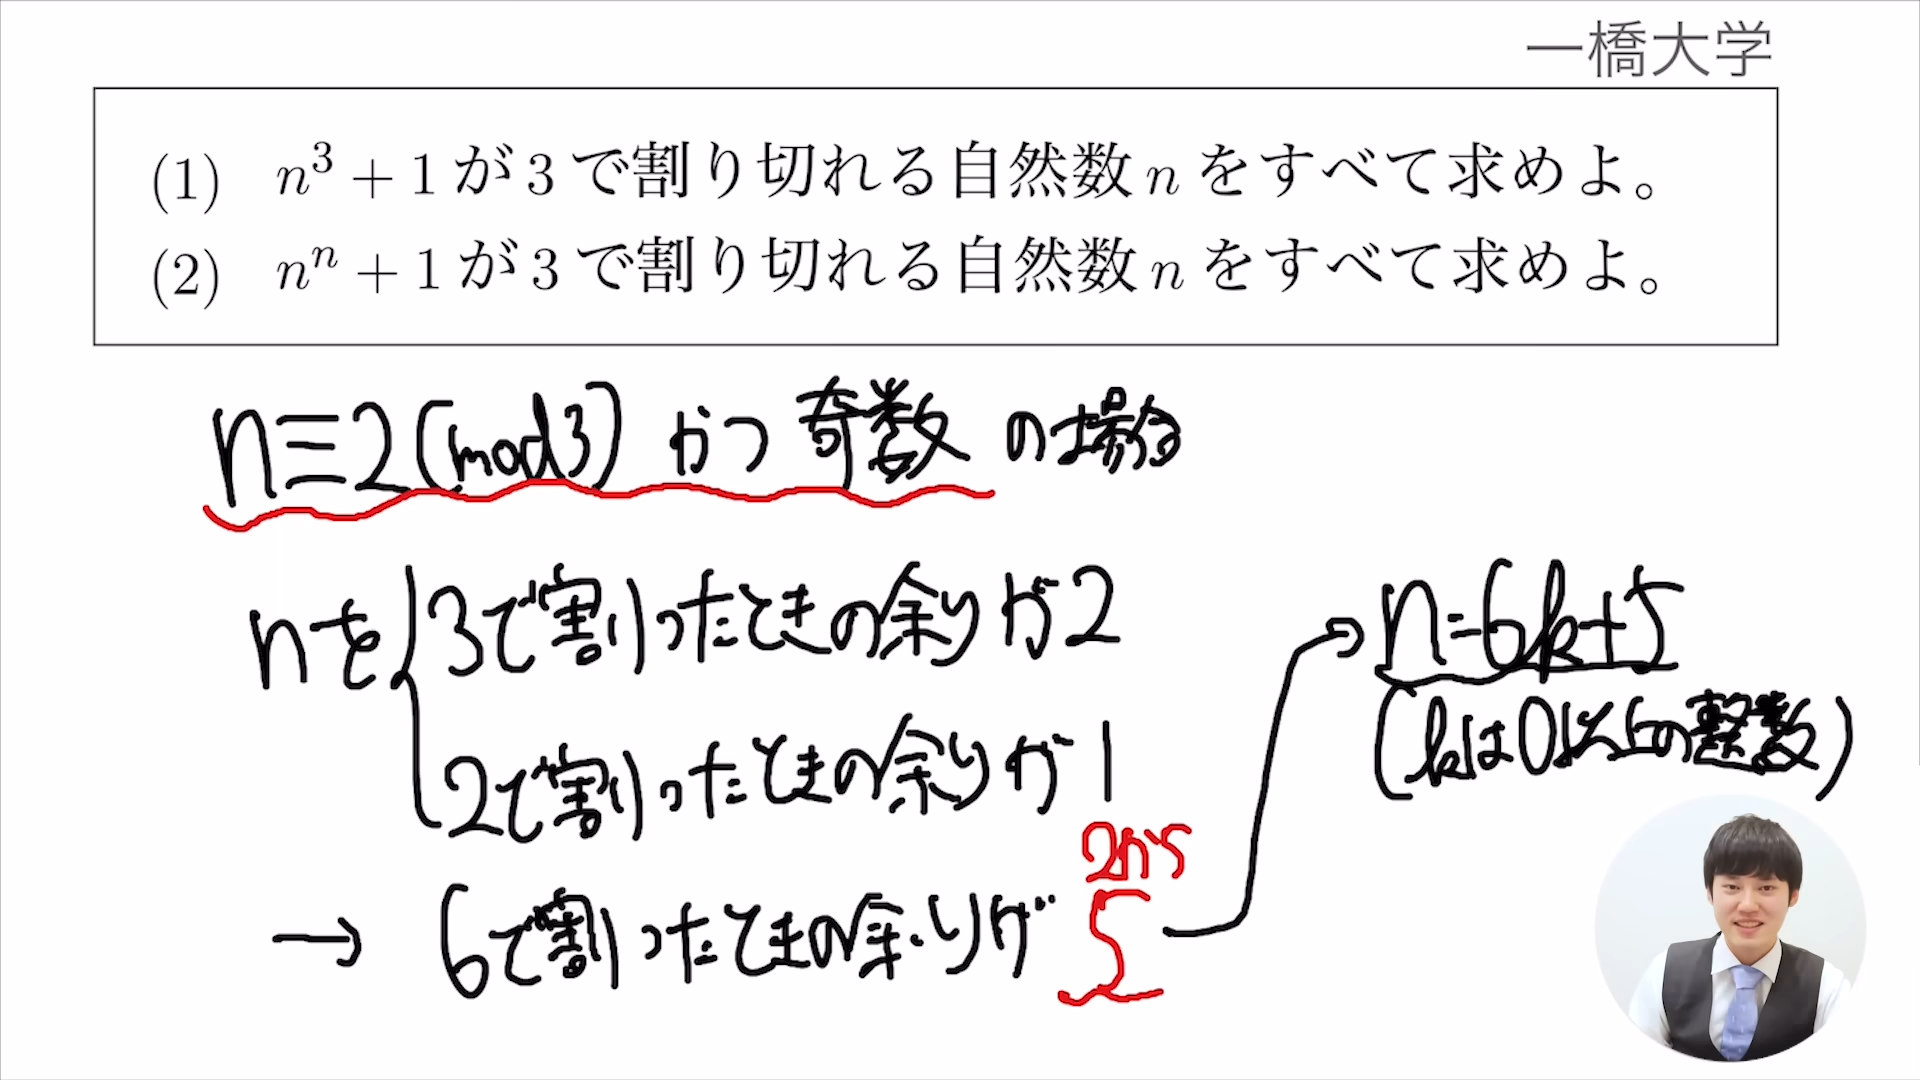 一橋大学
(1) n³ + 1 が 3 で割り切れる自然数 n をすべて求めよ。
(2) nⁿ + 1 が 3 で割り切れる自然数 n をすべて求めよ。
n≡2(mod3) かつ 奇数 の場合
nを{3で割ったときの余りが2
2で割ったときの余りが1
→ 6で割ったときの余りが 5
n=6k+5
(kは0以上の整数)